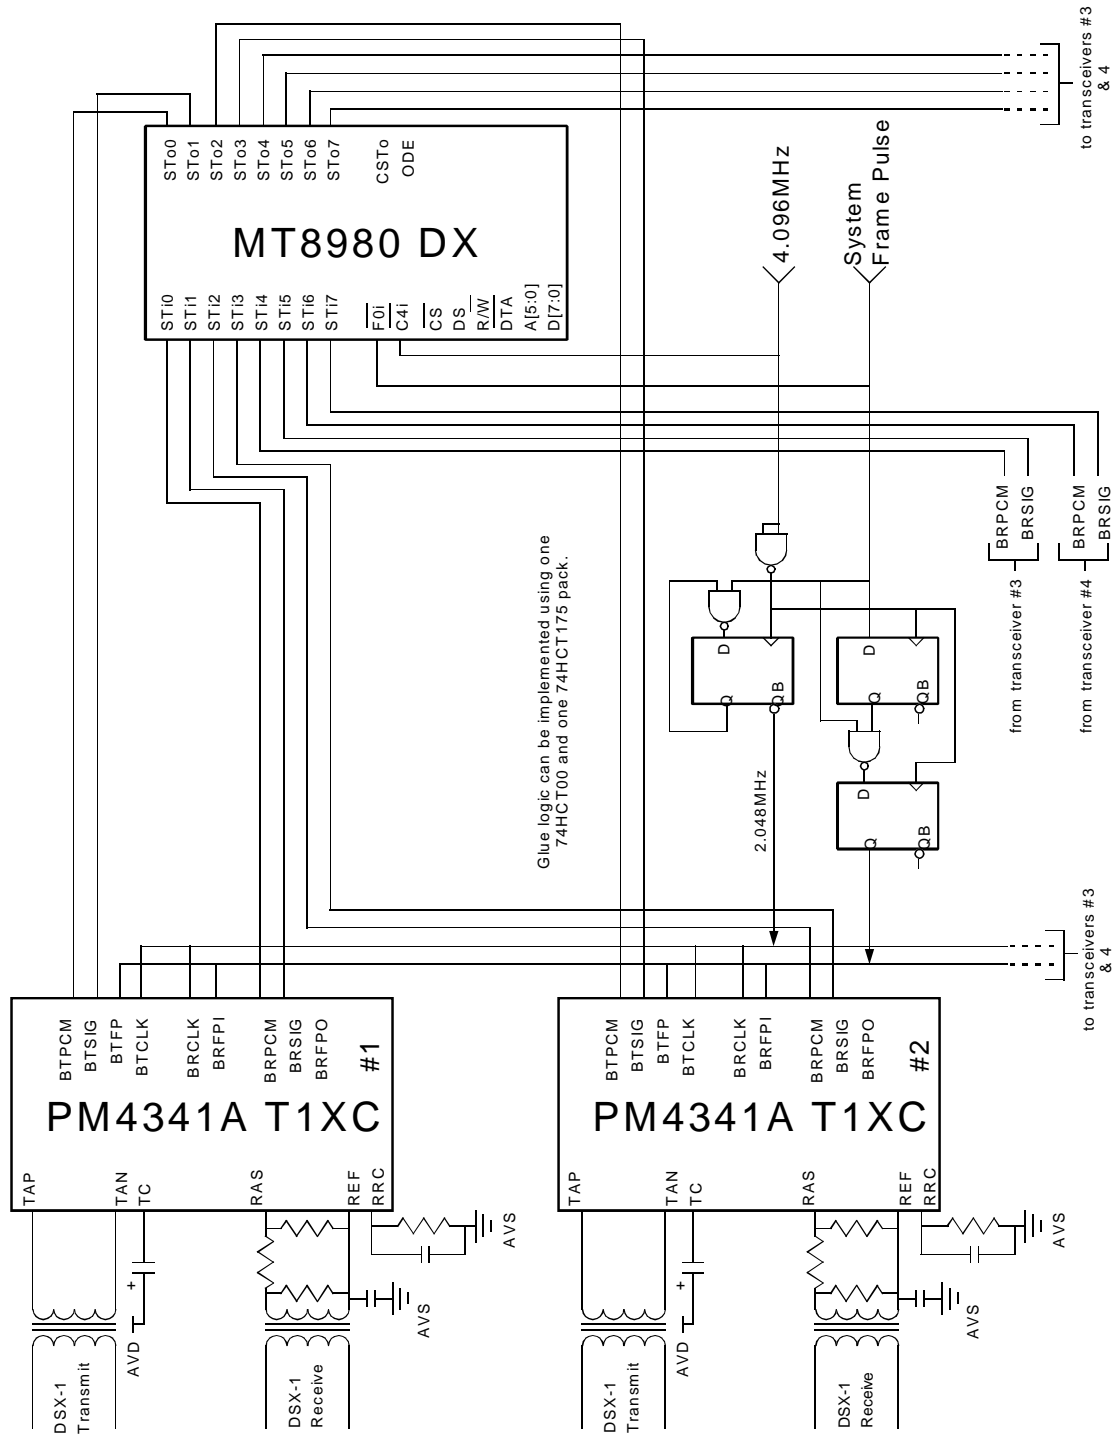 STo0
STo1
STo2
STo3
STo4
STo5
STo6
STo7
CSTo
ODE
MT8980 DX
STi0
STi1
STi2
STi3
STi4
STi5
STi6
STi7
F0i
C4i
CS
DS
R/W
DTA
A[5:0]
D[7:0]
to transceivers #3
& 4
4.096MHz
System
Frame Pulse
BRPCM
BRSIG
from transceiver #3
BRPCM
BRSIG
from transceiver #4
Glue logic can be implemented using one
74HCT00 and one 74HCT175 pack.
D
Q
QB
D
Q
QB
D
Q
QB
2.048MHz
to transceivers #3
& 4
BTPCM
BTSIG
BTFP
BTCLK
BRCLK
BRFPI
BRPCM
BRSIG
BRFPO
#1
PM4341A T1XC
TAP
TAN
TC
RAS
REF
RRC
+
AVD
AVS
AVS
DSX-1
Transmit
DSX-1
Receive
BTPCM
BTSIG
BTFP
BTCLK
BRCLK
BRFPI
BRPCM
BRSIG
BRFPO
#2
PM4341A T1XC
TAP
TAN
TC
RAS
REF
RRC
+
AVD
AVS
AVS
DSX-1
Transmit
DSX-1
Receive